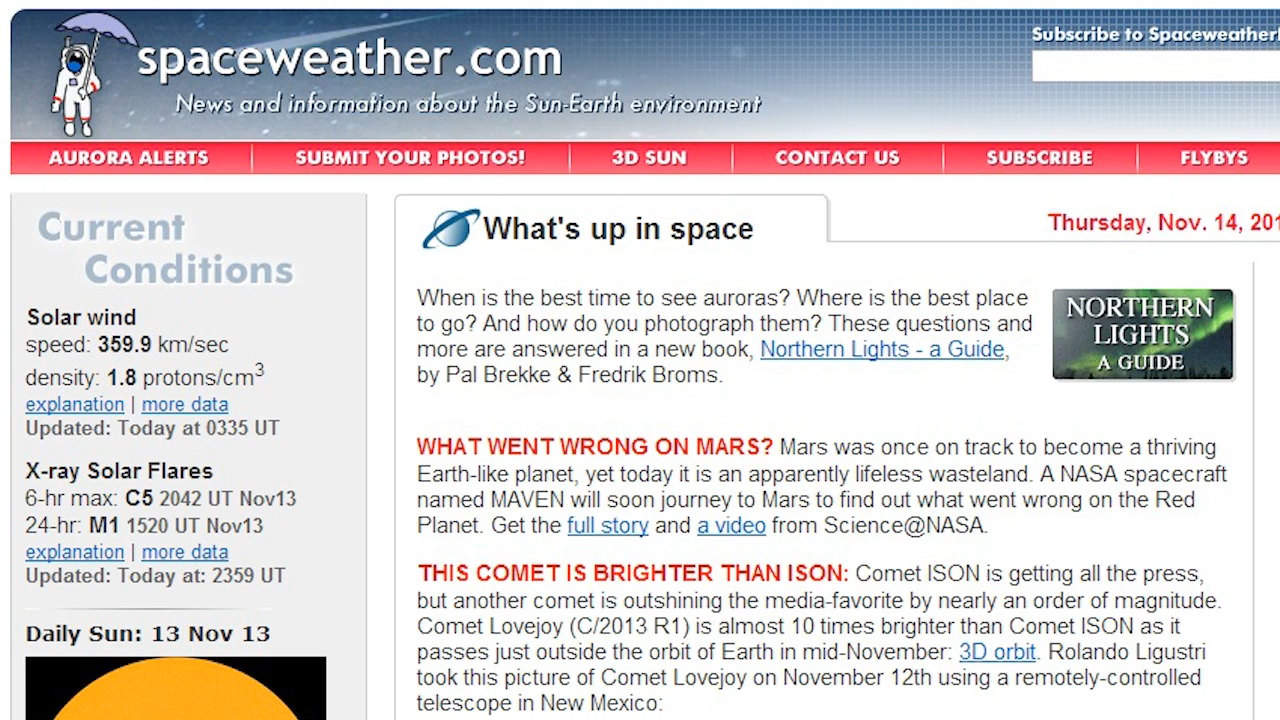 spaceweather.com
News and information about the Sun-Earth environment
Subscribe to Spaceweather
AURORA ALERTS
SUBMIT YOUR PHOTOS!
3D SUN
CONTACT US
SUBSCRIBE
FLYBYS
Current
Conditions
Solar wind
speed: 359.9 km/sec
density: 1.8 protons/cm3
explanation | more data
Updated: Today at 0335 UT
X-ray Solar Flares
6-hr max: C5 2042 UT Nov13
24-hr: M1 1520 UT Nov13
explanation | more data
Updated: Today at: 2359 UT
Daily Sun: 13 Nov 13
What's up in space
Thursday, Nov. 14, 201
When is the best time to see auroras? Where is the best place
to go? And how do you photograph them? These questions and
more are answered in a new book, Northern Lights - a Guide,
by Pal Brekke & Fredrik Broms.
NORTHERN
LIGHTS
A GUIDE
WHAT WENT WRONG ON MARS? Mars was once on track to become a thriving
Earth-like planet, yet today it is an apparently lifeless wasteland. A NASA spacecraft
named MAVEN will soon journey to Mars to find out what went wrong on the Red
Planet. Get the full story and a video from Science@NASA.
THIS COMET IS BRIGHTER THAN ISON: Comet ISON is getting all the press,
but another comet is outshining the media-favorite by nearly an order of magnitude.
Comet Lovejoy (C/2013 R1) is almost 10 times brighter than Comet ISON as it
passes just outside the orbit of Earth in mid-November: 3D orbit. Rolando Ligustri
took this picture of Comet Lovejoy on November 12th using a remotely-controlled
telescope in New Mexico: